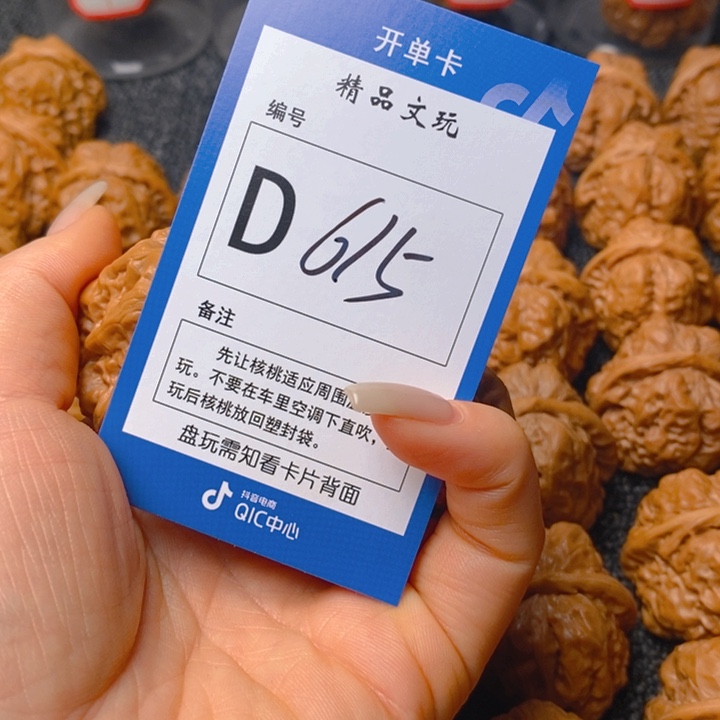 开单卡
精品文玩
编号
D 615
备注
先让核桃适应周围
玩。不要在车里空调下直吹，
玩后核桃放回塑封袋。
盘玩需知看卡片背面
抖音电商
QIC中心